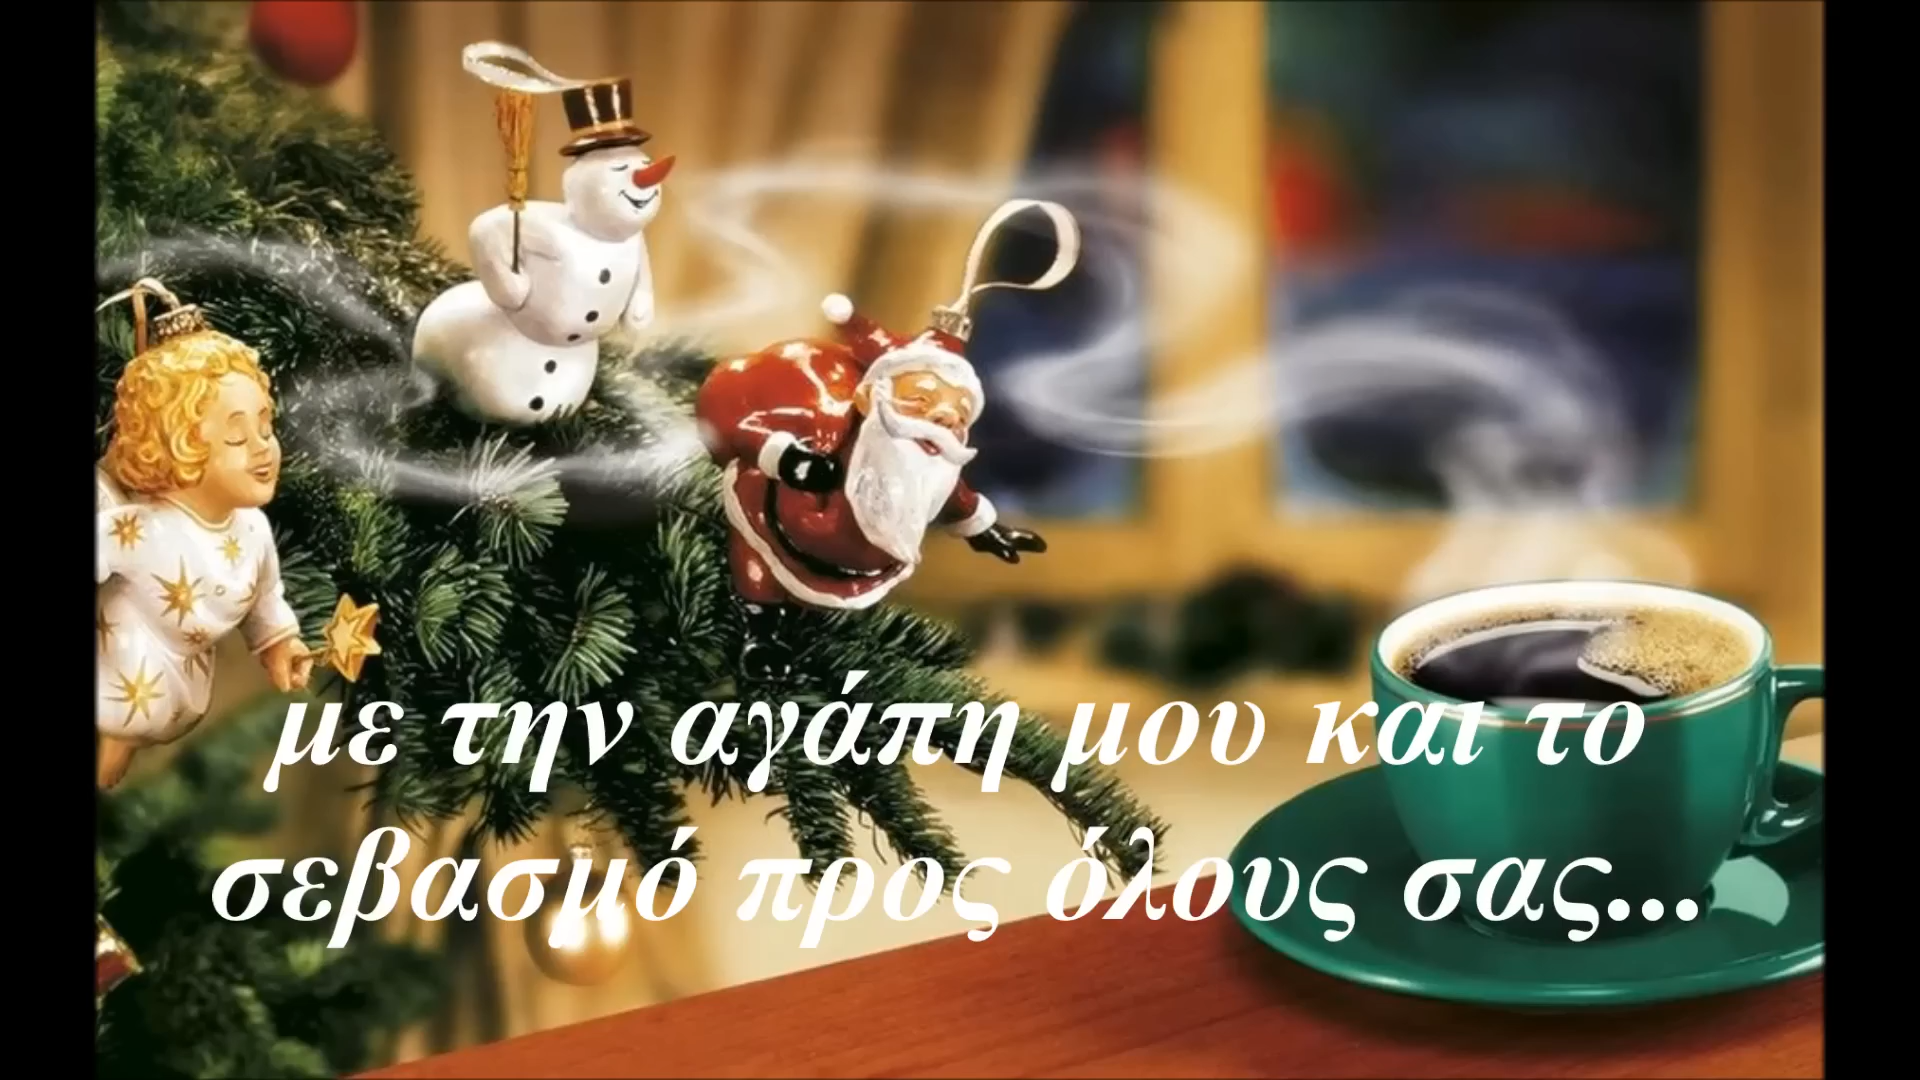 με την αγάπη μου και το
σεβασμό προς όλους σας...